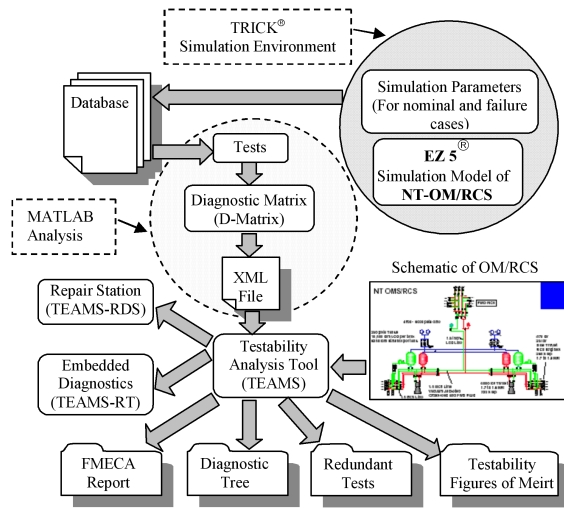 TRICK®
Simulation Environment
Database
Simulation Parameters
(For nominal and failure
cases)
EZ 5®
Simulation Model of
NT-OM/RCS
Tests
Diagnostic Matrix
(D-Matrix)
MATLAB
Analysis
XML
File
Schematic of OM/RCS
NT OMS/RCS
Repair Station
(TEAMS-RDS)
Testability
Analysis Tool
(TEAMS)
Embedded
Diagnostics
(TEAMS-RT)
FMECA
Report
Diagnostic
Tree
Redundant
Tests
Testability
Figures of Meirt